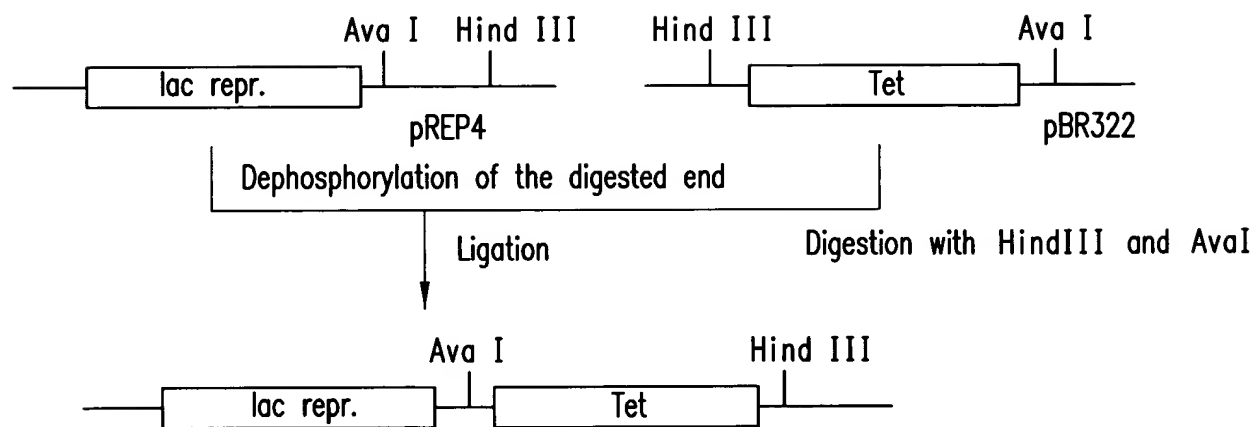 Ava I Hind III Hind III Ava I
lac repr. Tet
pREP4 pBR322
Dephosphorylation of the digested end
Ligation Digestion with HindIII and AvaI
Ava I Hind III
lac repr. Tet